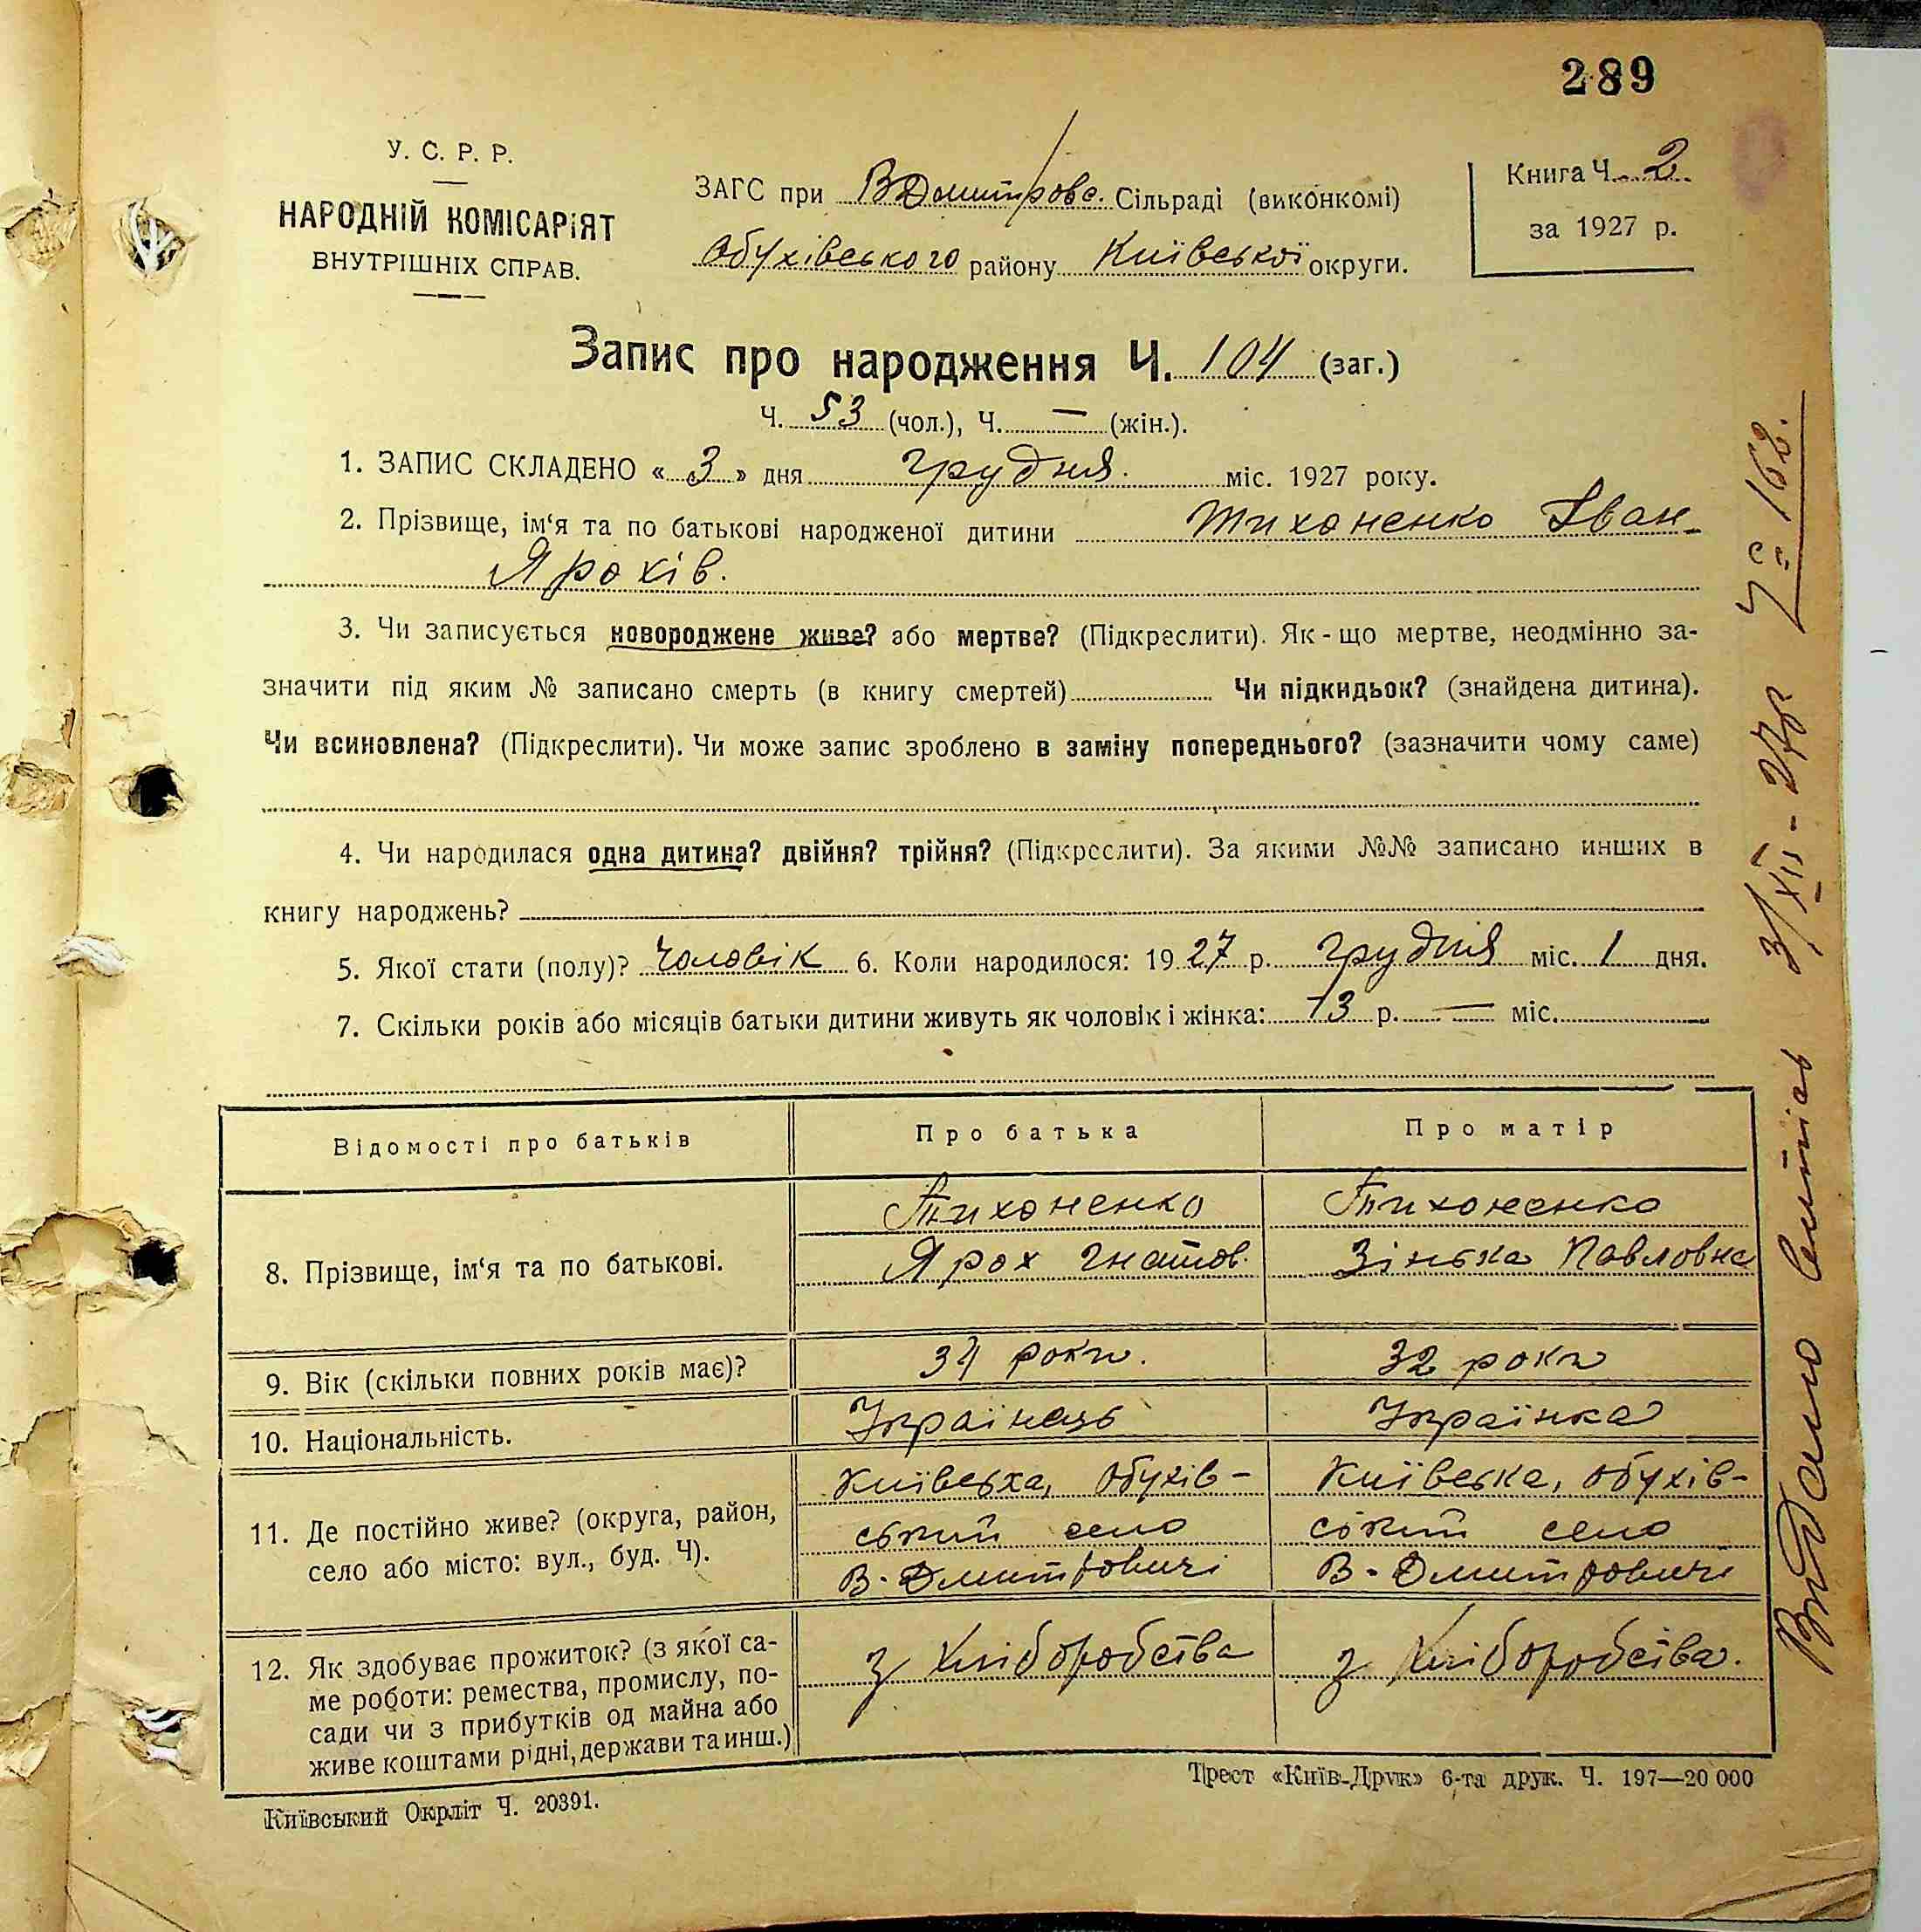 289
У. С. Р. Р.
НАРОДНІЙ КОМІСАРІЯТ
ВНУТРІШНІХ СПРАВ.
ЗАГС при ВДмитровс. Сільраді (виконкомі)
Обухівського району Київської округи.
Книга Ч. 2.
за 1927 р.
Запис про народження Ч. 104 (заг.)
Ч. 53 (чол.), Ч. — (жін.).
1. ЗАПИС СКЛАДЕНО « 3 » дня грудня. міс. 1927 року.
2. Прізвище, ім‘я та по батькові народженої дитини Тихоненко Іван
Ярохів.
3. Чи записується новороджене живе? або мертве? (Підкреслити). Як-що мертве, неодмінно за-
значити під яким № записано смерть (в книгу смертей) Чи підкидьок? (знайдена дитина).
Чи всиновлена? (Підкреслити). Чи може запис зроблено в заміну попереднього? (зазначити чому саме)
4. Чи народилася одна дитина? двійня? трійня? (Підкреслити). За якими №№ записано инших в
книгу народжень?
5. Якої стати (полу)? Чоловік 6. Коли народилося: 1927 р. грудня міс. 1 дня.
7. Скільки років або місяців батьки дитини живуть як чоловік і жінка: 13 р. — міс.
Відомості про батьків Про батька Про матір
8. Прізвище, ім‘я та по батькові.
Тихоненко
Ярох Гнатов.
Тихоненко
Зінька Павловна
9. Вік (скільки повних років має)? 34 роки. 32 роки
10. Національність. Українець Українка
11. Де постійно живе? (округа, район,
село або місто: вул., буд. Ч).
Київська, Обухів-
ський село
В-Дмитровичі
Київська, Обухів-
ський село
В-Дмитровичі
12. Як здобуває прожиток? (з якої са-
ме роботи: ремества, промислу, по-
сади чи з прибутків од майна або
живе коштами рідні, держави та инш.)
з хліборобства
з хліборобства.
Київський Окрліт Ч. 20391.
Трест «Київ-Друк» 6-та друк. Ч. 197—20 000
Видано 3/XII-27р 168.